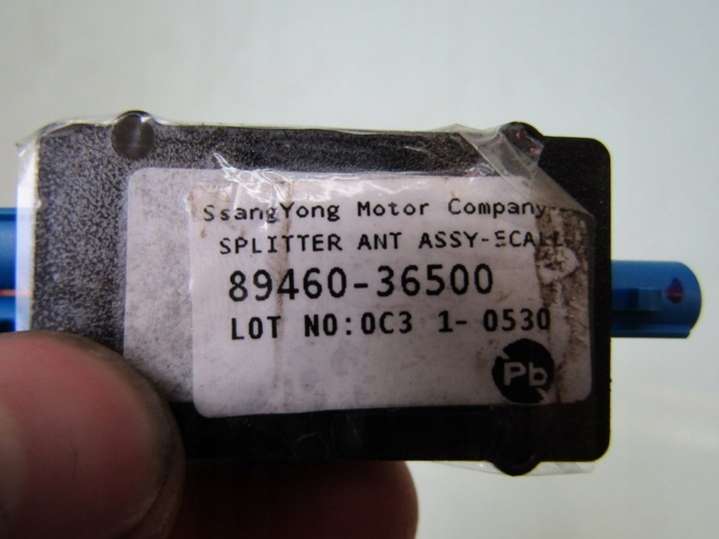 SsangYong Motor Company
SPLITTER ANT ASSY-ECALL
89460-36500
LOT NO:0C3 1- 0530
Pb